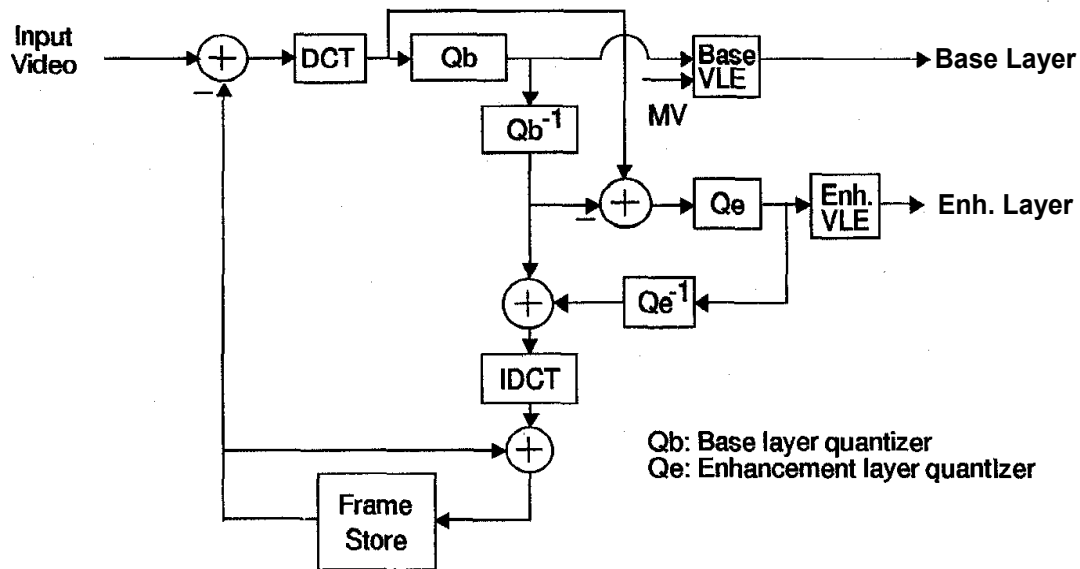 Input
Video
DCT
Qb
Base
VLE
Base Layer
MV
Qb-1
Qe
Enh.
VLE
Enh. Layer
Qe-1
IDCT
Frame
Store
Qb: Base layer quantizer
Qe: Enhancement layer quantizer